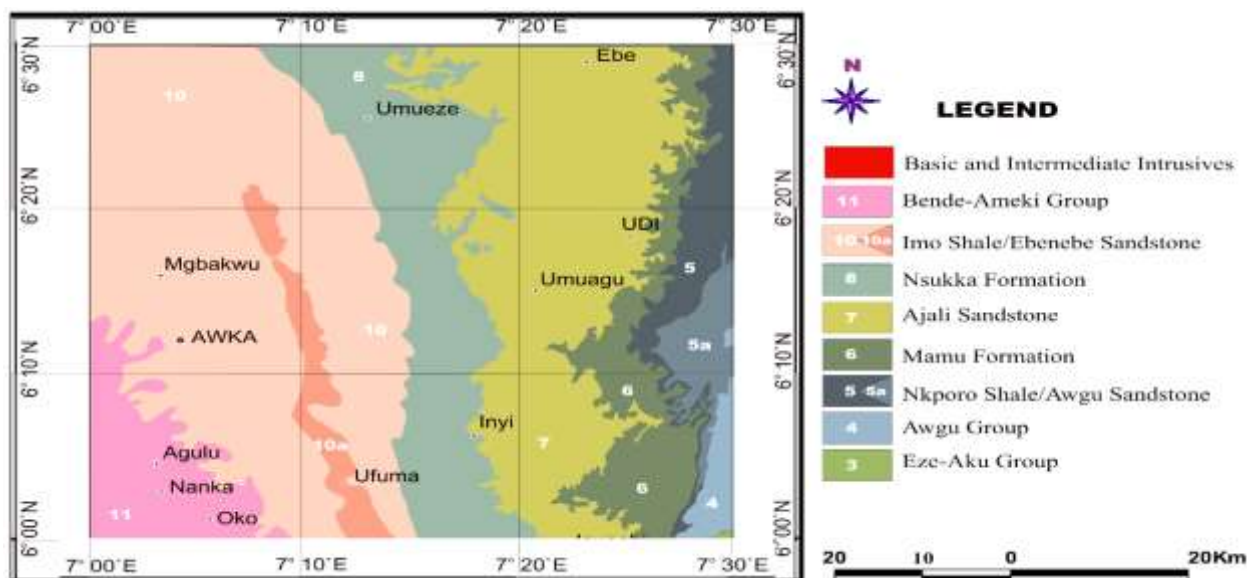 7° 00'E 7° 10'E 7° 20'E 7° 30'E
6° 30'N 6° 30'N
Ebe
10
8
Umueze
6° 20'N 6° 20'N
UDI
5
Mgbakwu
Umuagu
10
AWKA
5a
6° 10'N 6° 10'N
6
Inyi
10a
7
Agulu
Ufuma
Nanka
6
4
11
Oko
6° 00'N 6° 00'N
7° 00'E 7° 10'E 7° 20'E 7° 30'E
N
LEGEND
Basic and Intermediate Intrusives
11 Bende-Ameki Group
10 10a Imo Shale/Ebenebe Sandstone
8 Nsukka Formation
7 Ajali Sandstone
6 Mamu Formation
5 5a Nkporo Shale/Awgu Sandstone
4 Awgu Group
3 Eze-Aku Group
20 10 0 20Km